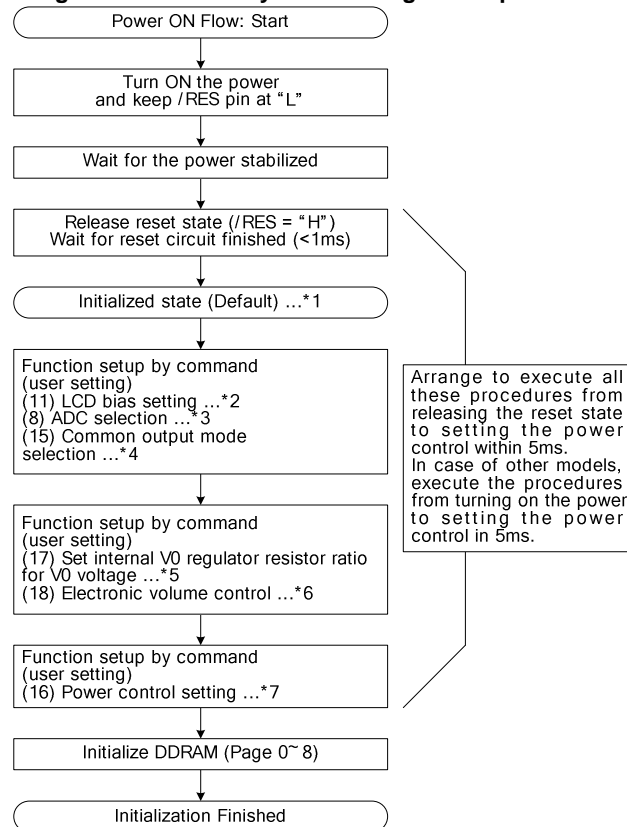 Power ON Flow: Start
Turn ON the power
and keep /RES pin at “L”
Wait for the power stabilized
Release reset state (/RES = “H”)
Wait for reset circuit finished (<1ms)
Initialized state (Default) ...*1
Function setup by command
(user setting)
(11) LCD bias setting ...*2
(8) ADC selection ...*3
(15) Common output mode
selection ...*4
Function setup by command
(user setting)
(17) Set internal V0 regulator resistor ratio
for V0 voltage ...*5
(18) Electronic volume control ...*6
Function setup by command
(user setting)
(16) Power control setting ...*7
Initialize DDRAM (Page 0~8)
Initialization Finished
Arrange to execute all
these procedures from
releasing the reset state
to setting the power
control within 5ms.
In case of other models,
execute the procedures
from turning on the power
to setting the power
control in 5ms.